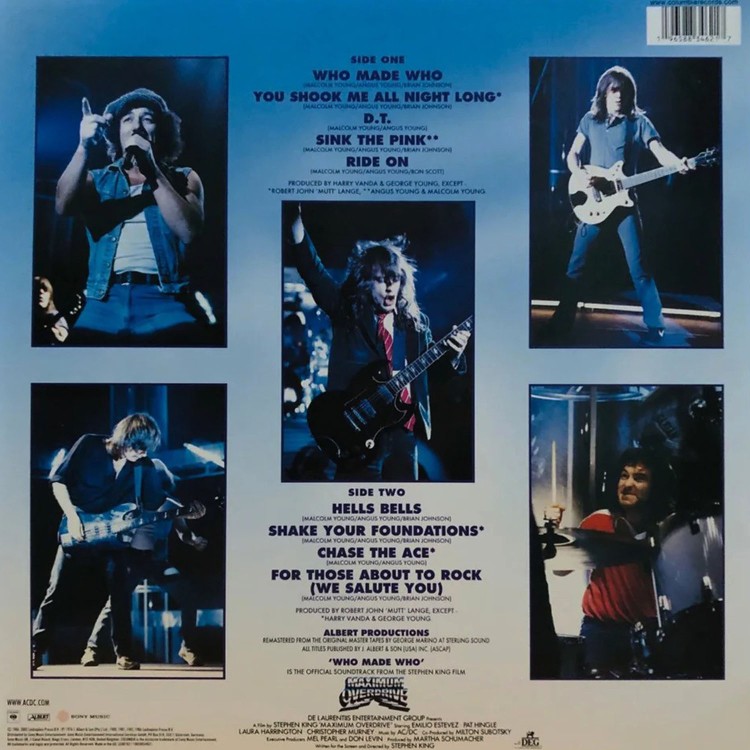 www.columbiarecords.com
SIDE ONE
WHO MADE WHO
(MALCOLM YOUNG/ANGUS YOUNG/BRIAN JOHNSON)
YOU SHOOK ME ALL NIGHT LONG*
(MALCOLM YOUNG/ANGUS YOUNG/BRIAN JOHNSON)
D.T.
(MALCOLM YOUNG/ANGUS YOUNG)
SINK THE PINK**
(MALCOLM YOUNG/ANGUS YOUNG/BRIAN JOHNSON)
RIDE ON
(MALCOLM YOUNG/ANGUS YOUNG/BON SCOTT)
PRODUCED BY HARRY VANDA & GEORGE YOUNG, EXCEPT -
*ROBERT JOHN 'MUTT' LANGE, **ANGUS YOUNG & MALCOLM YOUNG
SIDE TWO
HELLS BELLS
(MALCOLM YOUNG/ANGUS YOUNG/BRIAN JOHNSON)
SHAKE YOUR FOUNDATIONS*
(MALCOLM YOUNG/ANGUS YOUNG/BRIAN JOHNSON)
CHASE THE ACE*
(MALCOLM YOUNG/ANGUS YOUNG)
FOR THOSE ABOUT TO ROCK
(WE SALUTE YOU)
(MALCOLM YOUNG/ANGUS YOUNG/BRIAN JOHNSON)
PRODUCED BY ROBERT JOHN 'MUTT' LANGE, EXCEPT -
*HARRY VANDA & GEORGE YOUNG
ALBERT PRODUCTIONS
REMASTERED FROM THE ORIGINAL MASTER TAPES BY GEORGE MARINO AT STERLING SOUND
ALL TITLES PUBLISHED BY J. ALBERT & SON (USA) INC. (ASCAP)
'WHO MADE WHO'
IS THE OFFICIAL SOUNDTRACK FROM THE STEPHEN KING FILM
MAXIMUM
OVERDRIVE
DE LAURENTIIS ENTERTAINMENT GROUP Presents
A Film by STEPHEN KING 'MAXIMUM OVERDRIVE' Starring EMILIO ESTEVEZ PAT HINGLE
LAURA HARRINGTON CHRISTOPHER MURNEY Music by AC/DC Co Produced by MILTON SUBOTSKY
Executive Producers MEL PEARL and DON LEVIN Produced by MARTHA SCHUMACHER
Written for the Screen and Directed by STEPHEN KING
WWW.ACDC.COM
ALBERT
SONY MUSIC
DEG